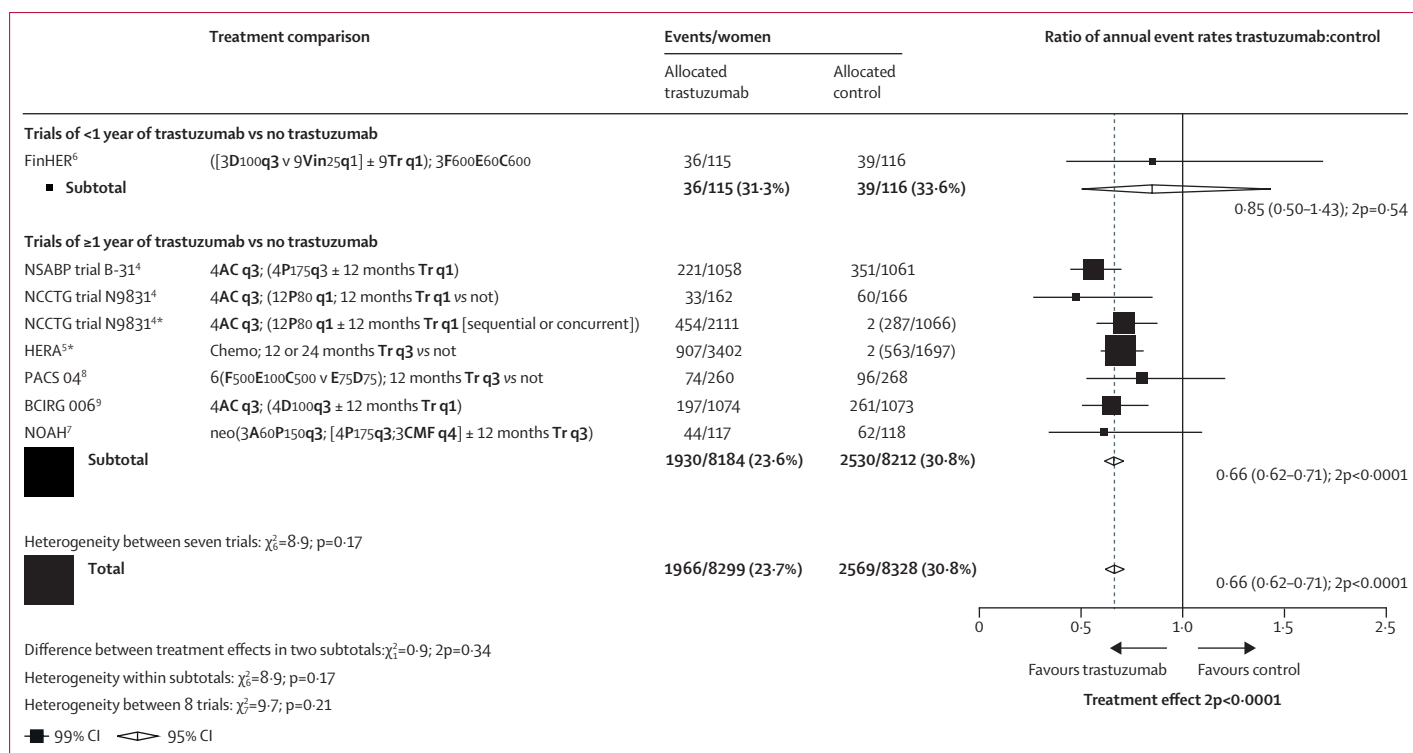 Treatment comparison Events/women Ratio of annual event rates trastuzumab:control
Allocated trastuzumab Allocated control
Trials of <1 year of trastuzumab vs no trastuzumab
FinHER⁶ ([3D100q3 v 9Vin25q1] ± 9Tr q1); 3F600E60C600 36/115 39/116
Subtotal 36/115 (31·3%) 39/116 (33·6%)
0·85 (0·50–1·43); 2p=0·54
Trials of ≥1 year of trastuzumab vs no trastuzumab
NSABP trial B-31⁴ 4AC q3; (4P175q3 ± 12 months Tr q1) 221/1058 351/1061
NCCTG trial N9831⁴ 4AC q3; (12P80 q1; 12 months Tr q1 vs not) 33/162 60/166
NCCTG trial N9831⁴* 4AC q3; (12P80 q1 ± 12 months Tr q1 [sequential or concurrent]) 454/2111 2 (287/1066)
HERA⁵* Chemo; 12 or 24 months Tr q3 vs not 907/3402 2 (563/1697)
PACS 04⁸ 6(F500E100C500 v E75D75); 12 months Tr q3 vs not 74/260 96/268
BCIRG 006⁹ 4AC q3; (4D100q3 ± 12 months Tr q1) 197/1074 261/1073
NOAH⁷ neo(3A60P150q3; [4P175q3;3CMF q4] ± 12 months Tr q3) 44/117 62/118
Subtotal 1930/8184 (23·6%) 2530/8212 (30·8%)
0·66 (0·62–0·71); 2p<0·0001
Heterogeneity between seven trials: χ²₆=8·9; p=0·17
Total 1966/8299 (23·7%) 2569/8328 (30·8%)
0·66 (0·62–0·71); 2p<0.0001
0 0·5 1·0 1·5 2·5
Difference between treatment effects in two subtotals:χ²₁=0·9; 2p=0·34
Favours trastuzumab Favours control
Heterogeneity within subtotals: χ²₆=8·9; p=0·17
Treatment effect 2p<0·0001
Heterogeneity between 8 trials: χ²₇=9·7; p=0·21
99% CI 95% CI